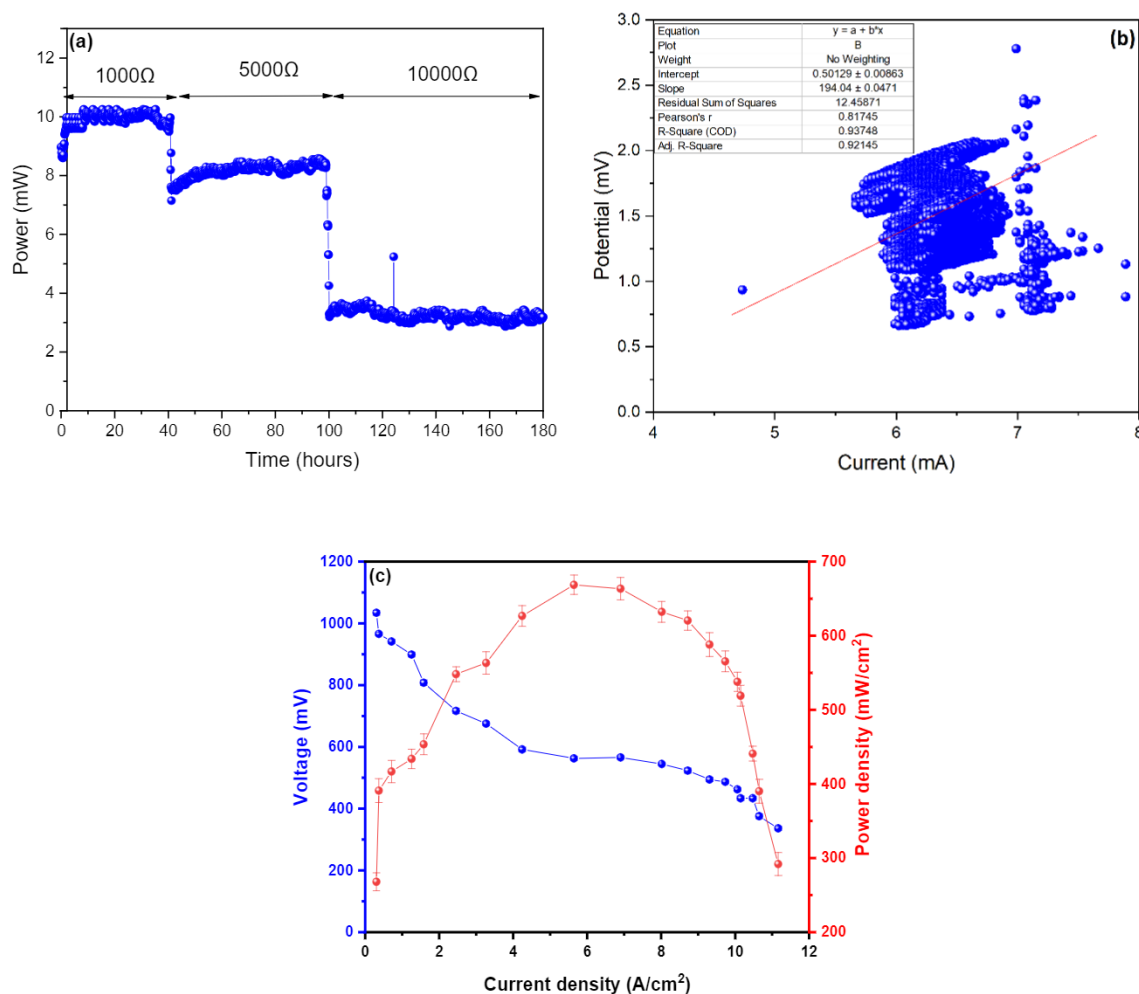 (a)
1000Ω
5000Ω
10000Ω
Power (mW)
12
10
8
6
4
2
0
0 20 40 60 80 100 120 140 160 180
Time (hours)
(b)
Equation y = a + b*x
Plot B
Weight No Weighting
Intercept 0.50129 ± 0.00863
Slope 194.04 ± 0.0471
Residual Sum of Squares 12.45871
Pearson's r 0.81745
R-Square (COD) 0.93748
Adj. R-Square 0.92145
Potential (mV)
3.0
2.5
2.0
1.5
1.0
0.5
0.0
4 5 6 7 8
Current (mA)
(c)
Voltage (mV)
1200
1000
800
600
400
200
0
0 2 4 6 8 10 12
Current density (A/cm²)
700
600
500
400
300
200
Power density (mW/cm²)